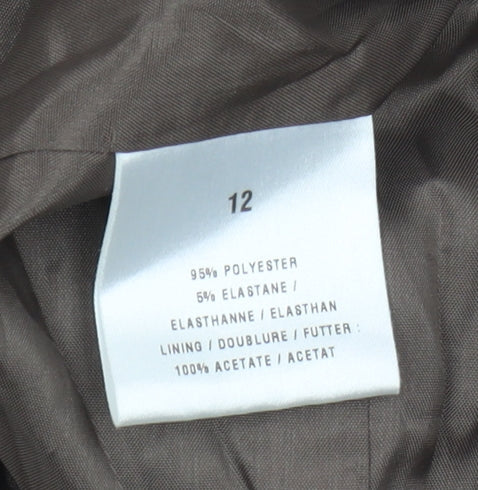 12
95% POLYESTER
5% ELASTANE /
ELASTHANNE / ELASTHAN
LINING / DOUBLURE / FUTTER :
100% ACETATE / ACETAT